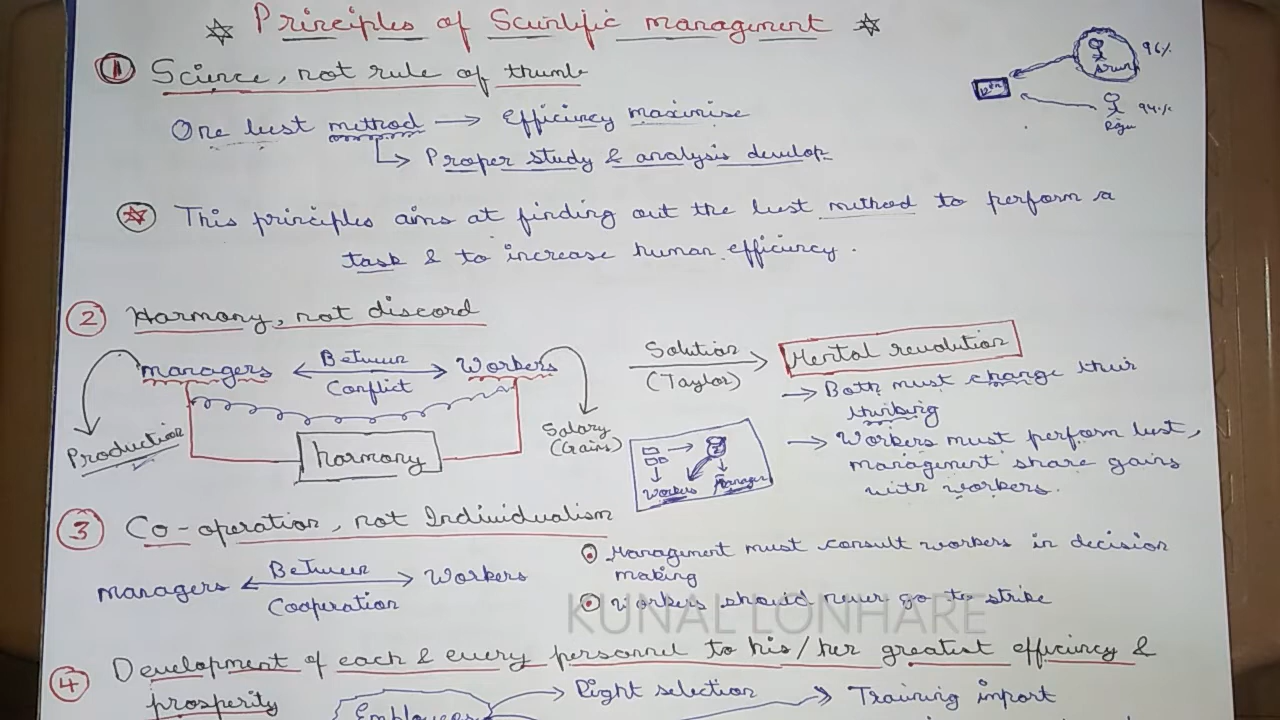 Principles of Scientific management
1 Science, not rule of thumb
One best method → Efficiency maximise
→ Proper study & analysis develop
96%
Arun
12th
94%
This principles aims at finding out the best method to perform a
task & to increase human efficiency.
2 Harmony, not discord
managers Between Workers
Conflict
Production
harmony
Salary
(Gains)
Solution
(Taylor)
Mental revolution
→ Both must change their
thinking
→ Workers must perform best,
management share gains
with workers.
Workers Manager
3 Co-operation, not Individualism
managers Between Workers
Cooperation
Management must consult workers in decision
making
Workers should never go to strike
KUNAL LONHARE
4 Development of each & every personnel to his/her greatest efficiency &
prosperity
Employees
Right selection → Training import